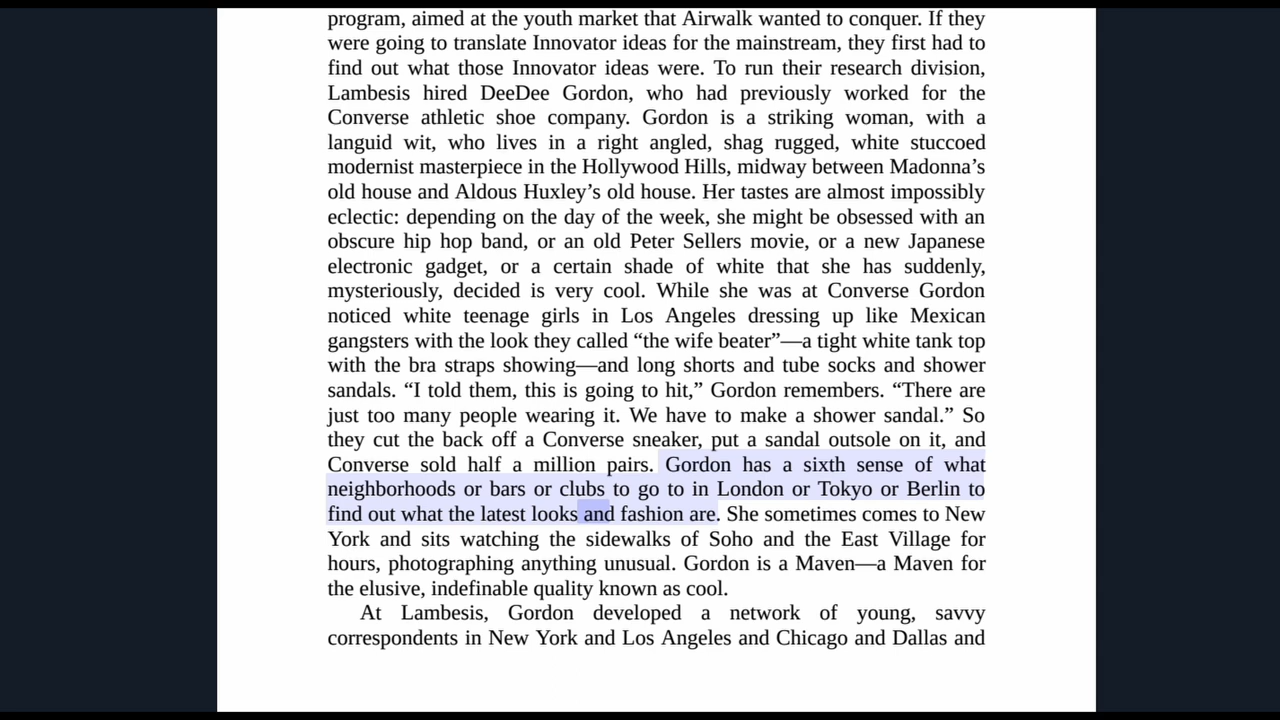 program, aimed at the youth market that Airwalk wanted to conquer. If they
were going to translate Innovator ideas for the mainstream, they first had to
find out what those Innovator ideas were. To run their research division,
Lambesis hired DeeDee Gordon, who had previously worked for the
Converse athletic shoe company. Gordon is a striking woman, with a
languid wit, who lives in a right angled, shag rugged, white stuccoed
modernist masterpiece in the Hollywood Hills, midway between Madonna’s
old house and Aldous Huxley’s old house. Her tastes are almost impossibly
eclectic: depending on the day of the week, she might be obsessed with an
obscure hip hop band, or an old Peter Sellers movie, or a new Japanese
electronic gadget, or a certain shade of white that she has suddenly,
mysteriously, decided is very cool. While she was at Converse Gordon
noticed white teenage girls in Los Angeles dressing up like Mexican
gangsters with the look they called “the wife beater”—a tight white tank top
with the bra straps showing—and long shorts and tube socks and shower
sandals. “I told them, this is going to hit,” Gordon remembers. “There are
just too many people wearing it. We have to make a shower sandal.” So
they cut the back off a Converse sneaker, put a sandal outsole on it, and
Converse sold half a million pairs. Gordon has a sixth sense of what
neighborhoods or bars or clubs to go to in London or Tokyo or Berlin to
find out what the latest looks and fashion are. She sometimes comes to New
York and sits watching the sidewalks of Soho and the East Village for
hours, photographing anything unusual. Gordon is a Maven—a Maven for
the elusive, indefinable quality known as cool.
At Lambesis, Gordon developed a network of young, savvy
correspondents in New York and Los Angeles and Chicago and Dallas and